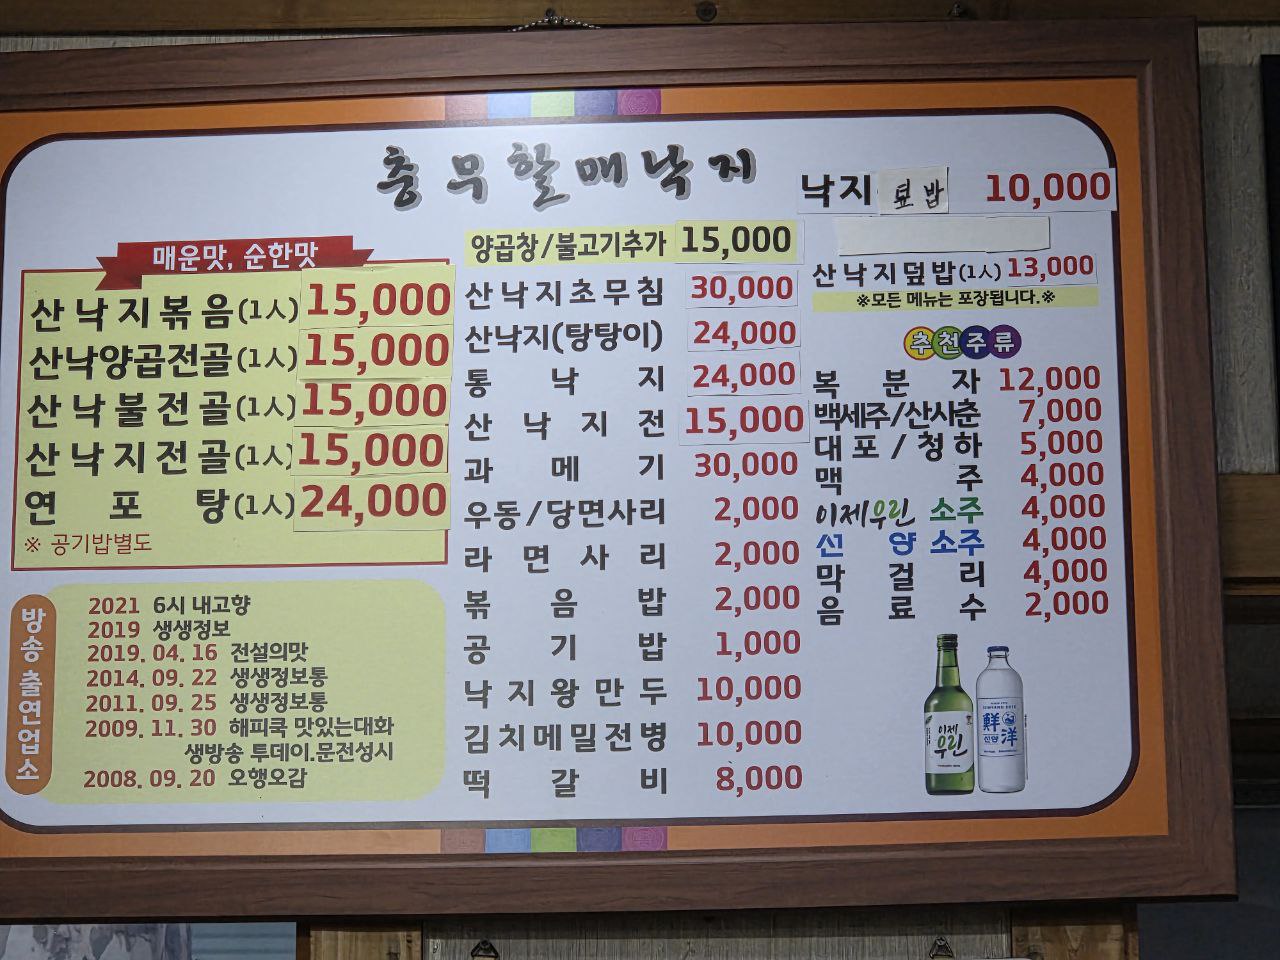 충무할매낙지
매운맛, 순한맛
산낙지볶음(1人) 15,000
산낙양곱전골(1人) 15,000
산낙불전골(1人) 15,000
산낙지전골(1人) 15,000
연포탕(1人) 24,000
※ 공기밥별도
방송출연업소
2021 6시 내고향
2019 생생정보
2019. 04. 16 전설의맛
2014. 09. 22 생생정보통
2011. 09. 25 생생정보통
2009. 11. 30 해피쿡 맛있는대화
생방송 투데이.문전성시
2008. 09. 20 오행오감
양곱창/불고기추가 15,000
산낙지초무침 30,000
산낙지(탕탕이) 24,000
통낙지 24,000
산낙지전 15,000
과메기 30,000
우동/당면사리 2,000
라면사리 2,000
볶음밥 2,000
공기밥 1,000
낙지왕만두 10,000
김치메밀전병 10,000
떡갈비 8,000
낙지 덮밥 10,000
산낙지덮밥(1人) 13,000
※모든 메뉴는 포장됩니다.※
추천주류
복분자 12,000
백세주/산사춘 7,000
대포/청하 5,000
맥주 4,000
이제우린 소주 4,000
선양소주 4,000
막걸리 4,000
음료수 2,000
이제
우린
鮮
선양
洋